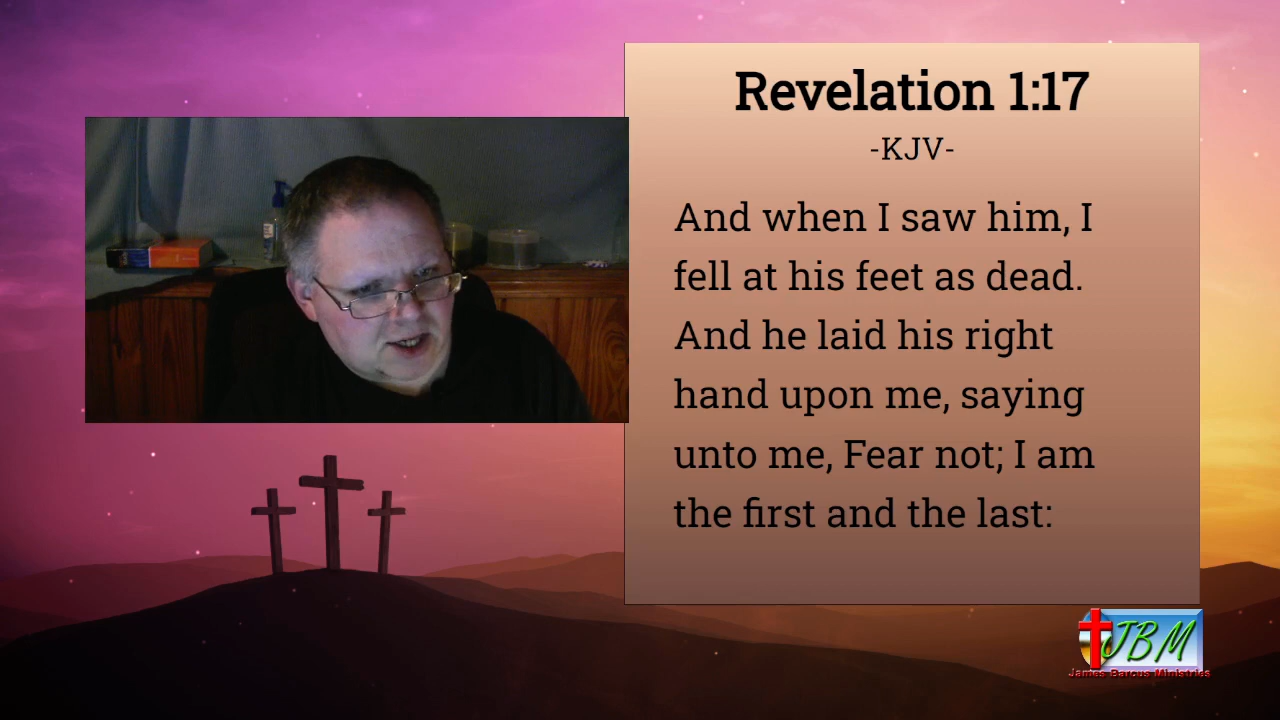 Revelation 1:17
-KJV-
And when I saw him, I
fell at his feet as dead.
And he laid his right
hand upon me, saying
unto me, Fear not; I am
the first and the last:
JBM
James Barous Ministries